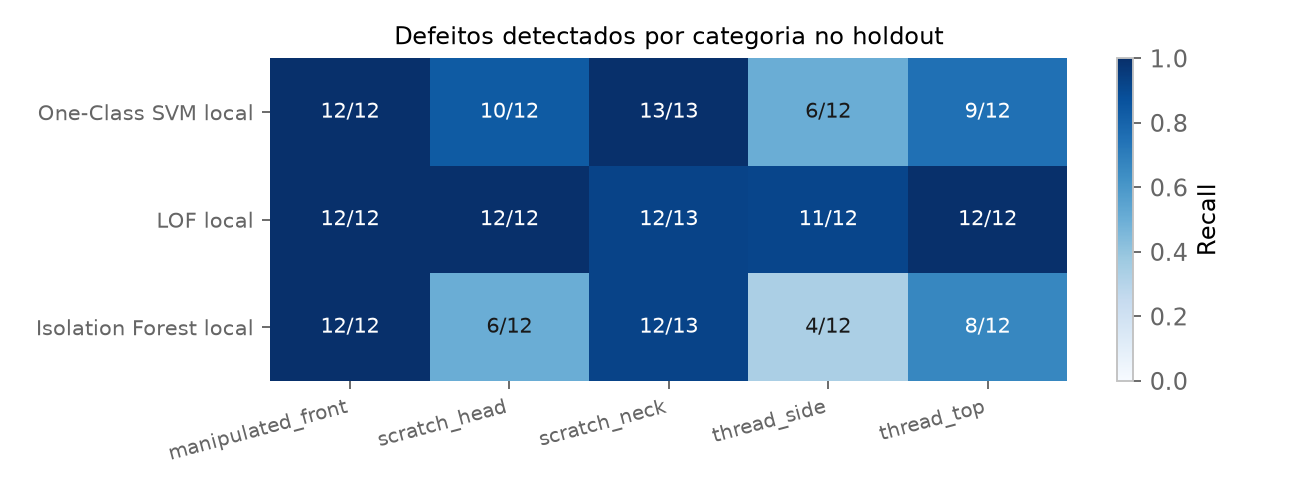 Defeitos detectados por categoria no holdout
One-Class SVM local
12/12
10/12
13/13
6/12
9/12
LOF local
12/12
12/12
12/13
11/12
12/12
Isolation Forest local
12/12
6/12
12/13
4/12
8/12
manipulated_front
scratch_head
scratch_neck
thread_side
thread_top
1.0
0.8
0.6
0.4
0.2
0.0
Recall